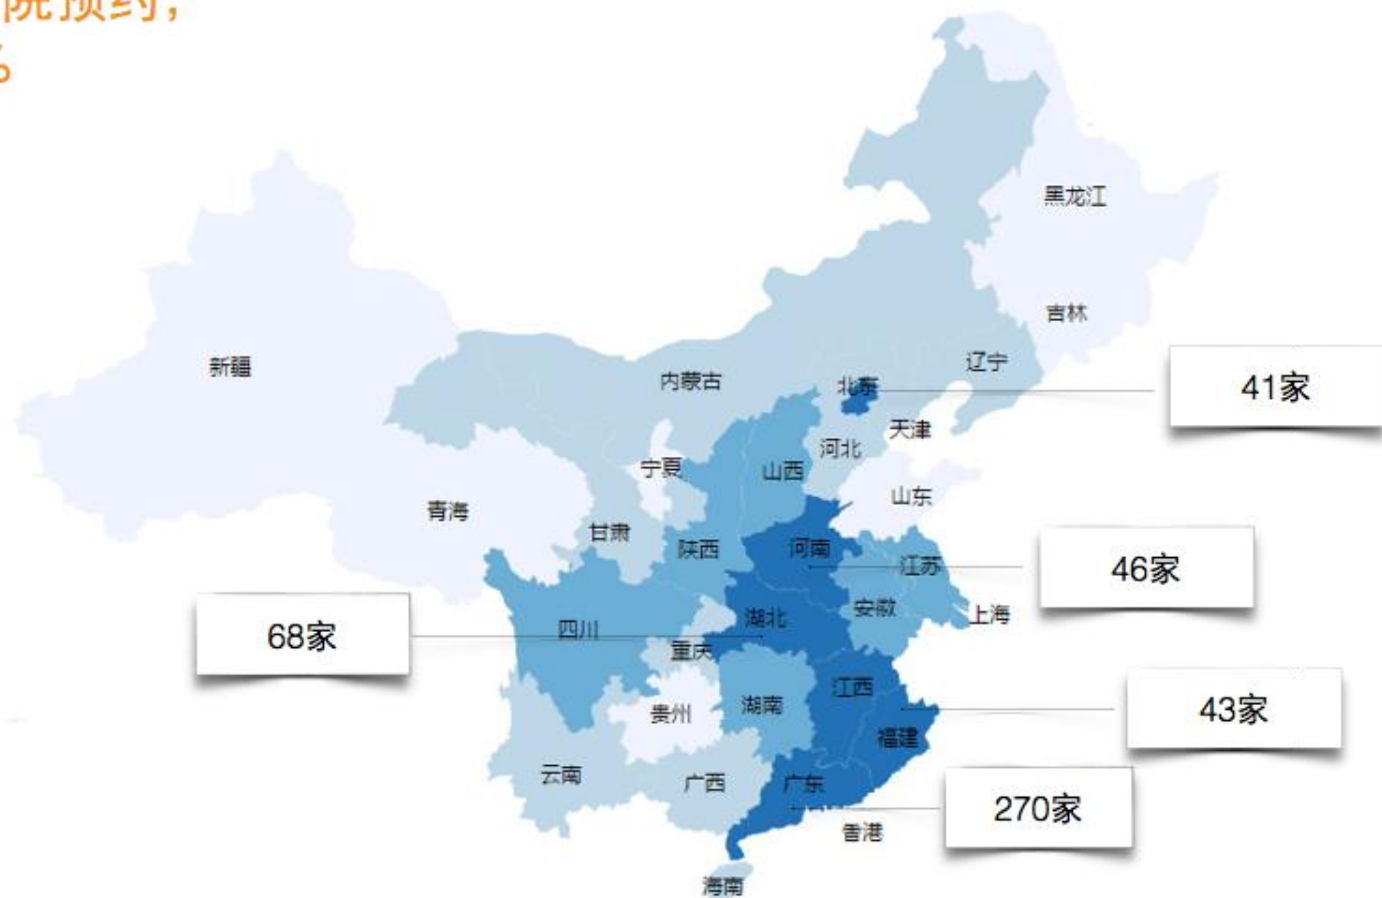 院预约,
%
黑龙江
吉林
新疆
辽宁
内蒙古
北京
41家
天津
河北
宁夏
山西
山东
青海
甘肃
陕西
河南
江苏
46家
安徽
湖北
上海
四川
68家
重庆
江西
湖南
贵州
43家
福建
云南
广西
广东
270家
香港
海南